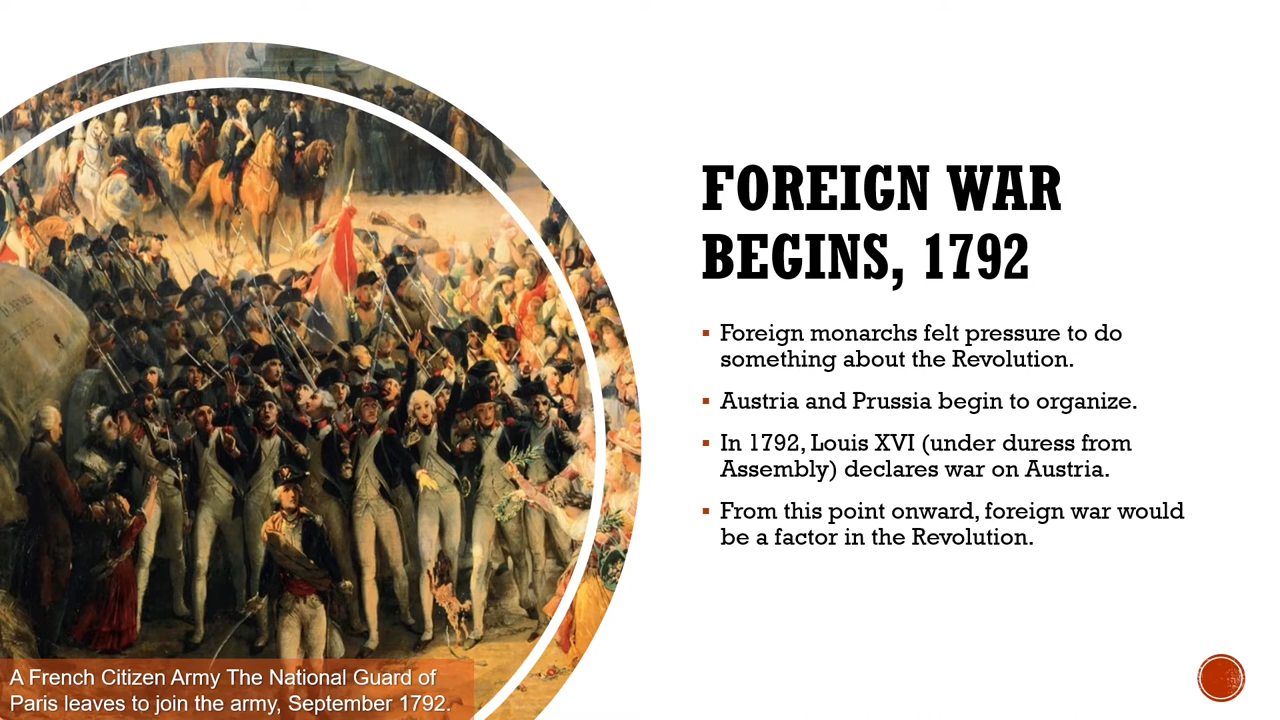 FOREIGN WAR
BEGINS, 1792
▪ Foreign monarchs felt pressure to do
something about the Revolution.
▪ Austria and Prussia begin to organize.
▪ In 1792, Louis XVI (under duress from
Assembly) declares war on Austria.
▪ From this point onward, foreign war would
be a factor in the Revolution.
A French Citizen Army The National Guard of
Paris leaves to join the army, September 1792.